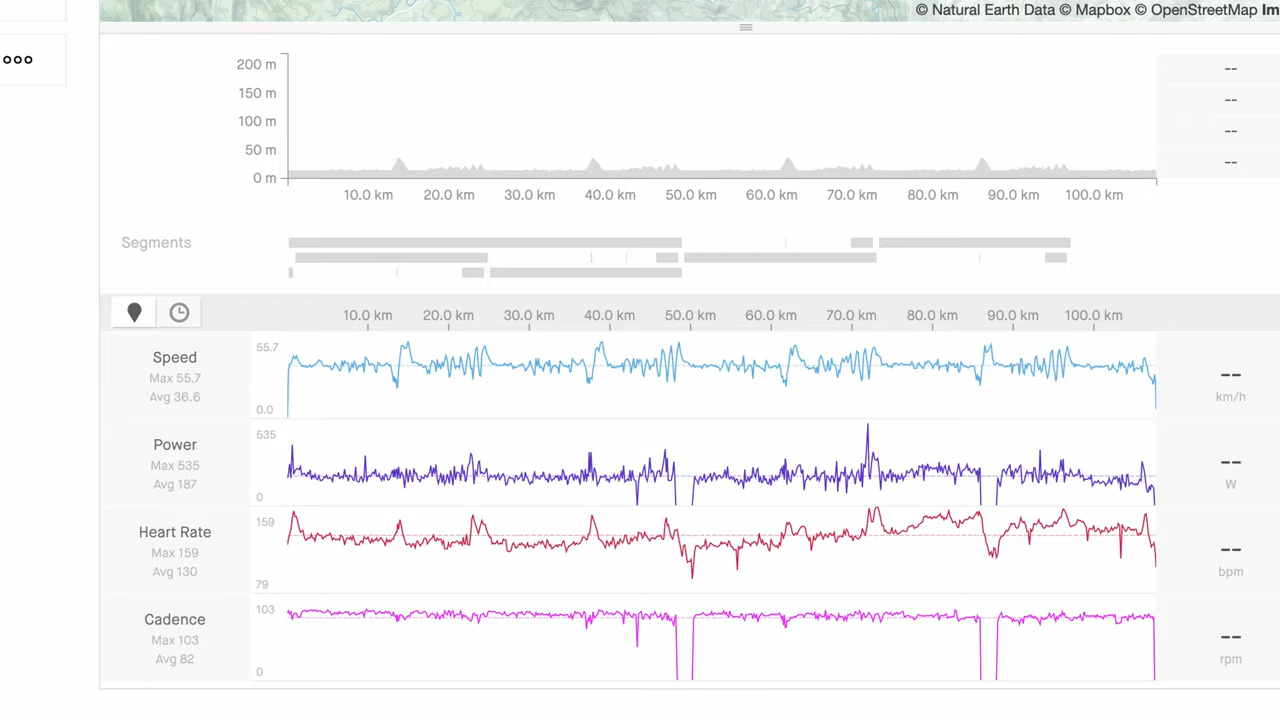 © Natural Earth Data © Mapbox © OpenStreetMap Im
ooo
200 m
150 m
100 m
50 m
0 m
--
--
--
--
10.0 km 20.0 km 30.0 km 40.0 km 50.0 km 60.0 km 70.0 km 80.0 km 90.0 km 100.0 km
Segments
10.0 km 20.0 km 30.0 km 40.0 km 50.0 km 60.0 km 70.0 km 80.0 km 90.0 km 100.0 km
Speed
Max 55.7
Avg 36.6
55.7
0.0
--
km/h
Power
Max 535
Avg 187
535
0
--
W
Heart Rate
Max 159
Avg 130
159
79
--
bpm
Cadence
Max 103
Avg 82
103
0
--
rpm